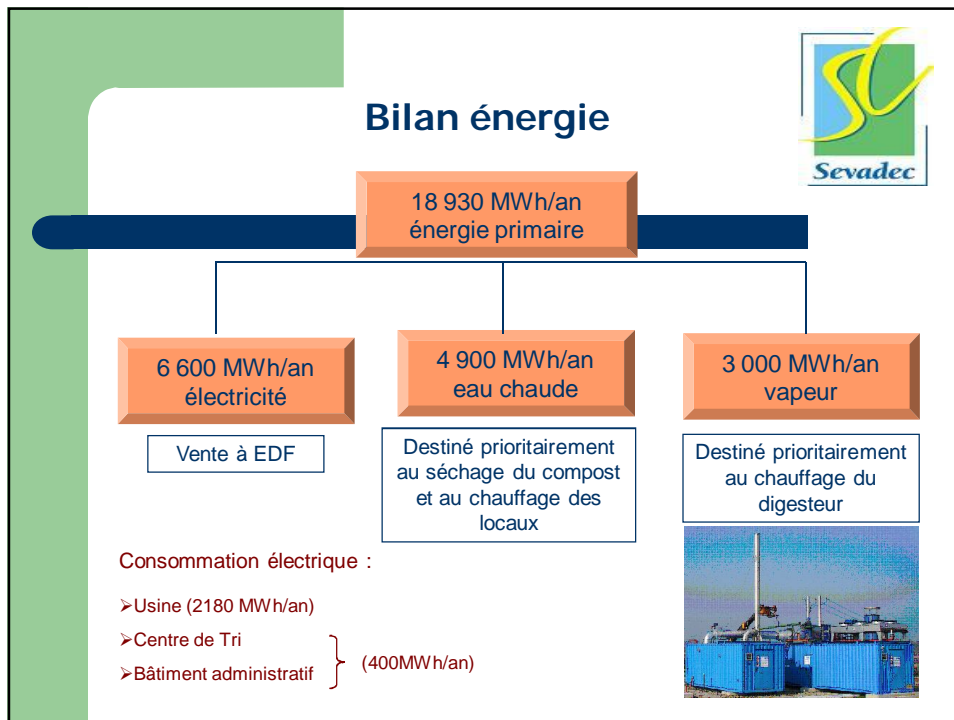 Bilan énergie
Sevadec
18 930 MWh/an
énergie primaire
6 600 MWh/an
électricité
Vente à EDF
4 900 MWh/an
eau chaude
Destiné prioritairement
au séchage du compost
et au chauffage des
locaux
3 000 MWh/an
vapeur
Destiné prioritairement
au chauffage du
digesteur
Consommation électrique :
➢Usine (2180 MWh/an)
➢Centre de Tri
➢Bâtiment administratif
(400MWh/an)